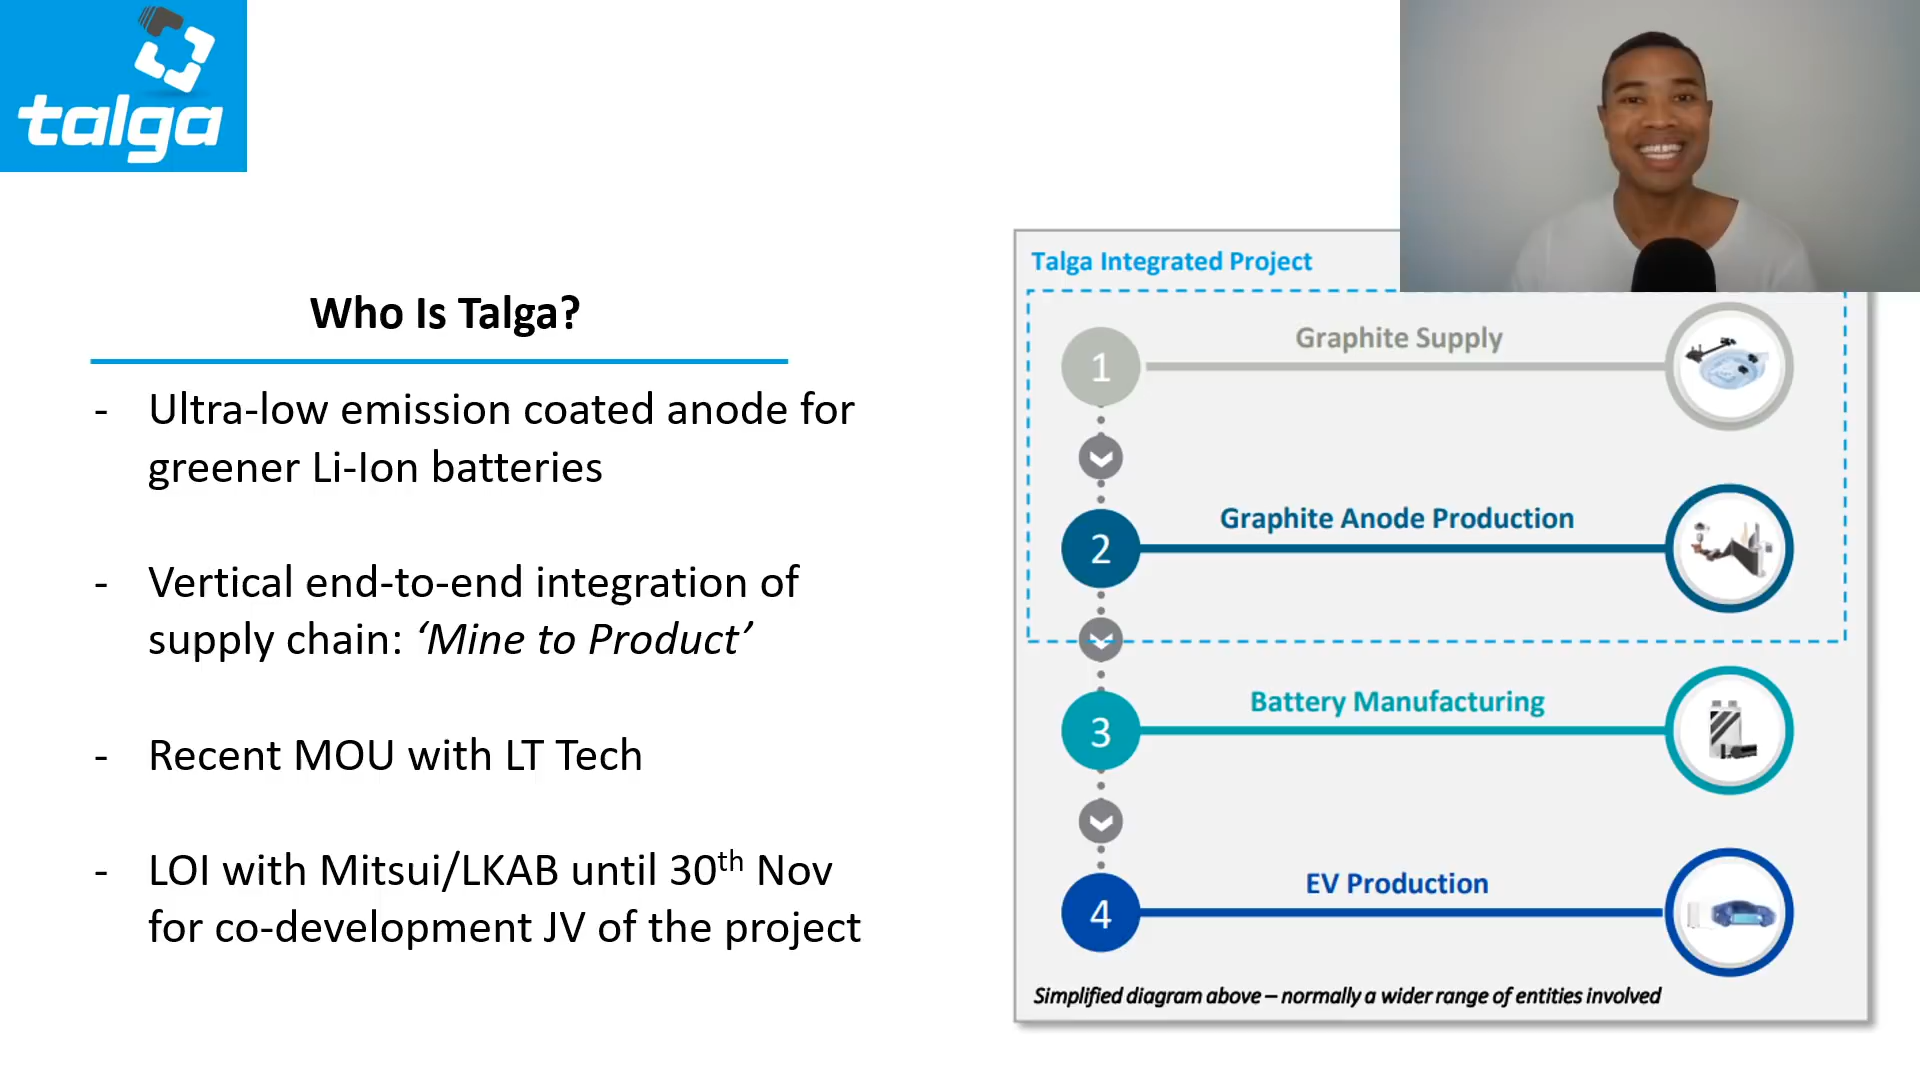 talga
Who Is Talga?
- Ultra-low emission coated anode for
greener Li-Ion batteries
- Vertical end-to-end integration of
supply chain: ‘Mine to Product’
- Recent MOU with LT Tech
- LOI with Mitsui/LKAB until 30th Nov
for co-development JV of the project
Talga Integrated Project
1
Graphite Supply
2
Graphite Anode Production
3
Battery Manufacturing
4
EV Production
Simplified diagram above – normally a wider range of entities involved